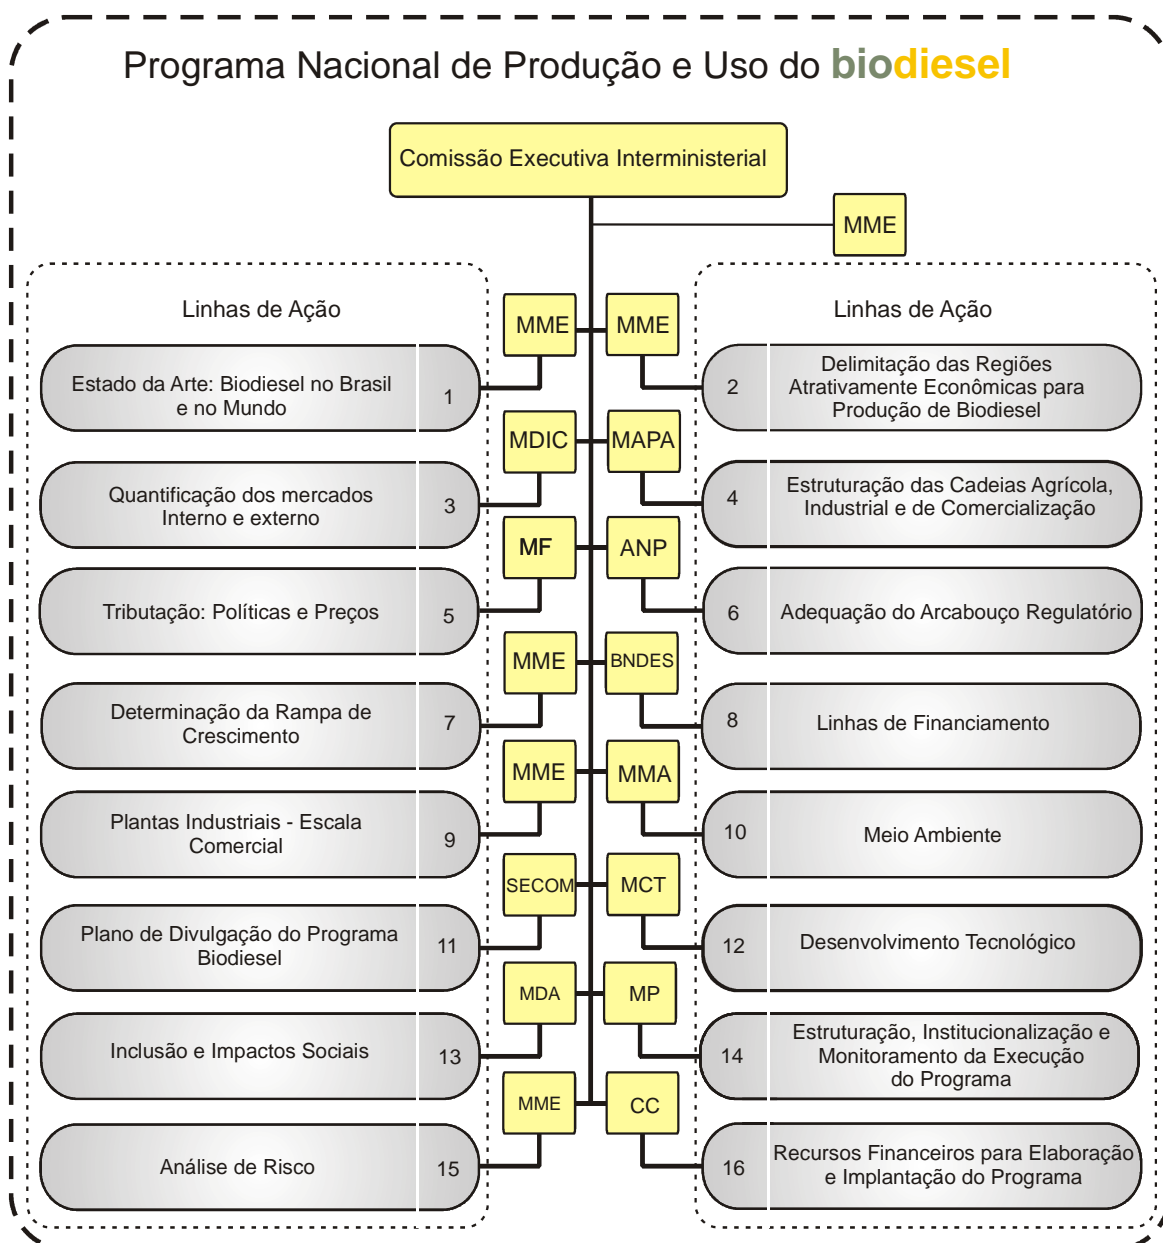 Programa Nacional de Produção e Uso do biodiesel
Comissão Executiva Interministerial
MME
Linhas de Ação
Linhas de Ação
MME
MME
Estado da Arte: Biodiesel no Brasil
e no Mundo
1
2
Delimitação das Regiões
Atrativamente Econômicas para
Produção de Biodiesel
MDIC
MAPA
Quantificação dos mercados
Interno e externo
3
4
Estruturação das Cadeias Agrícola,
Industrial e de Comercialização
MF
ANP
Tributação: Políticas e Preços
5
6
Adequação do Arcabouço Regulatório
MME
BNDES
Determinação da Rampa de
Crescimento
7
8
Linhas de Financiamento
MME
MMA
Plantas Industriais - Escala
Comercial
9
10
Meio Ambiente
SECOM
MCT
Plano de Divulgação do Programa
Biodiesel
11
12
Desenvolvimento Tecnológico
MDA
MP
Inclusão e Impactos Sociais
13
14
Estruturação, Institucionalização e
Monitoramento da Execução
do Programa
MME
CC
Análise de Risco
15
16
Recursos Financeiros para Elaboração
e Implantação do Programa